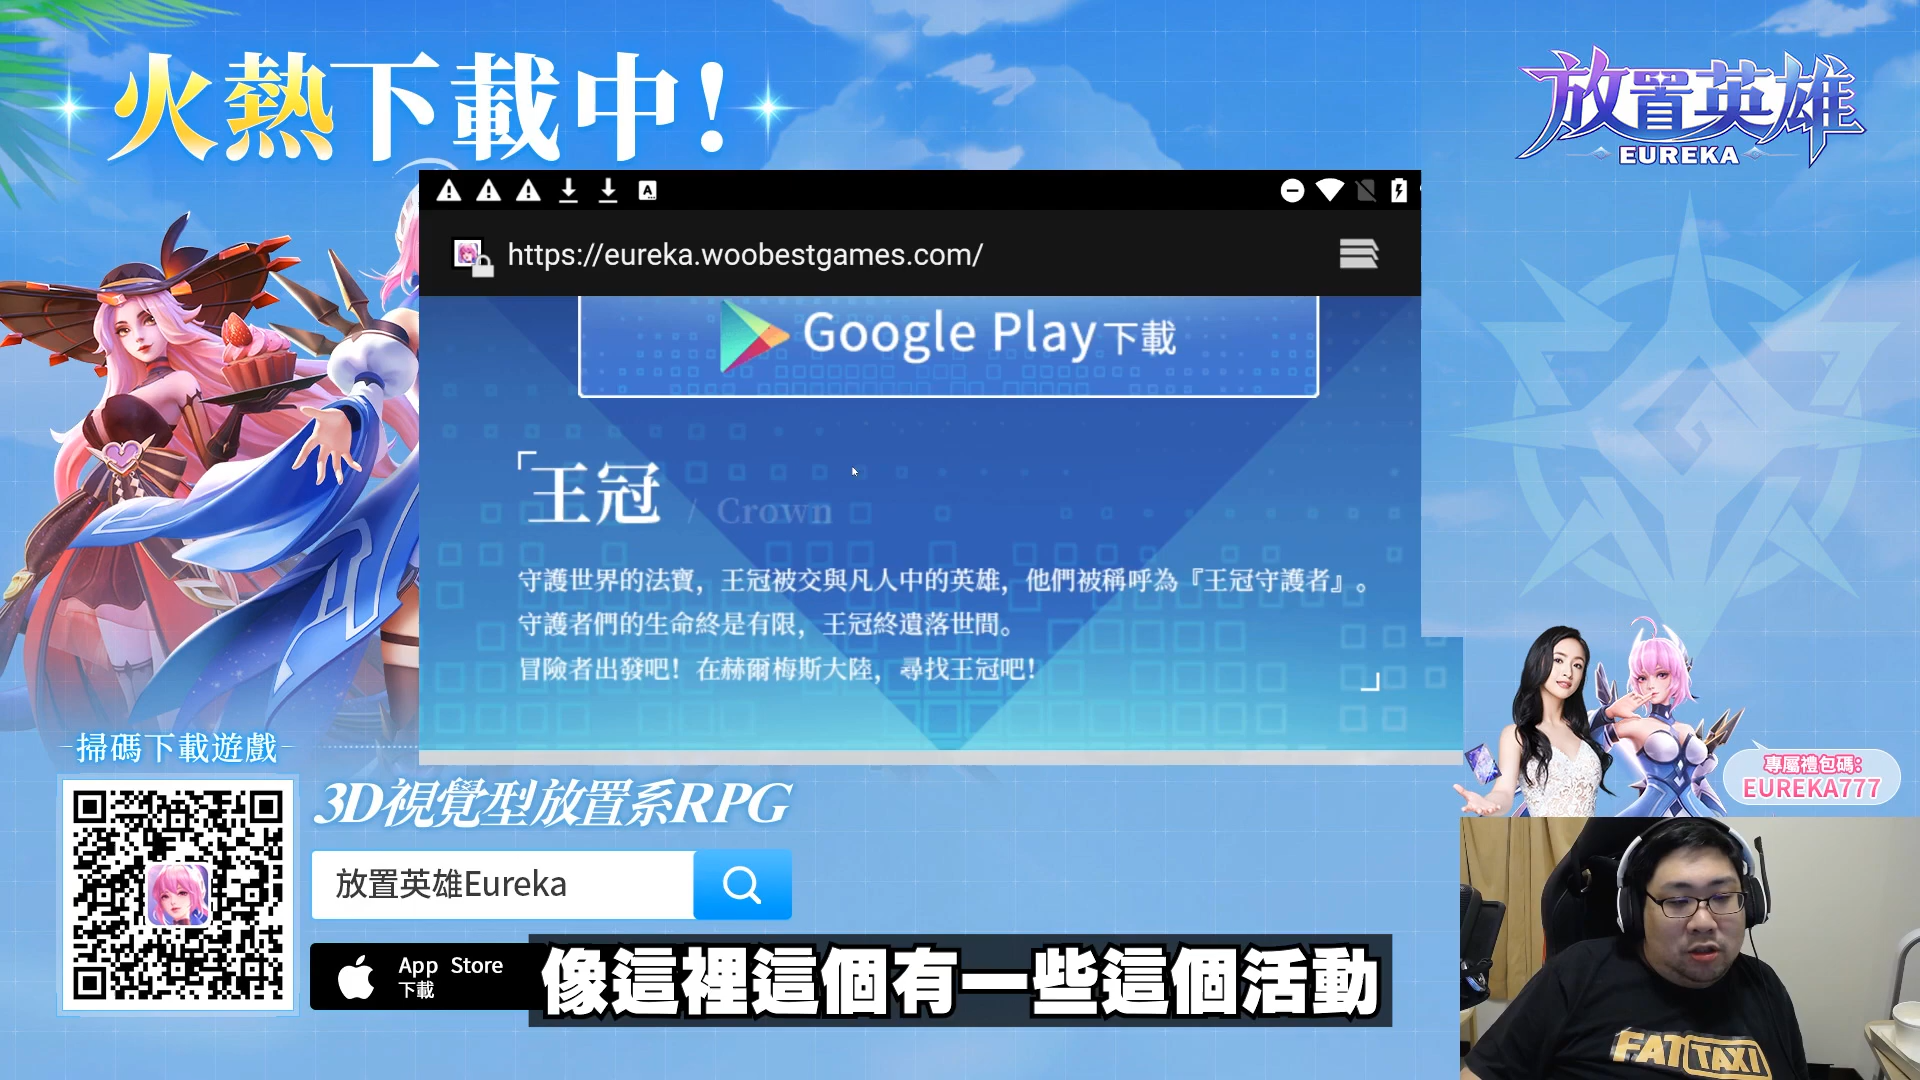 火熱下載中!
放置英雄
EUREKA
https://eureka.woobestgames.com/
Google Play下載
王冠 / Crown
守護世界的法寶，王冠被交與凡人中的英雄，他們被稱呼為『王冠守護者』。
守護者們的生命終是有限，王冠終遺落世間。
冒險者出發吧！在赫爾梅斯大陸，尋找王冠吧！
掃碼下載遊戲
3D視覺型放置系RPG
放置英雄Eureka
專屬禮包碼:
EUREKA777
App Store
下載
像這裡這個有一些這個活動
FAT TAXI